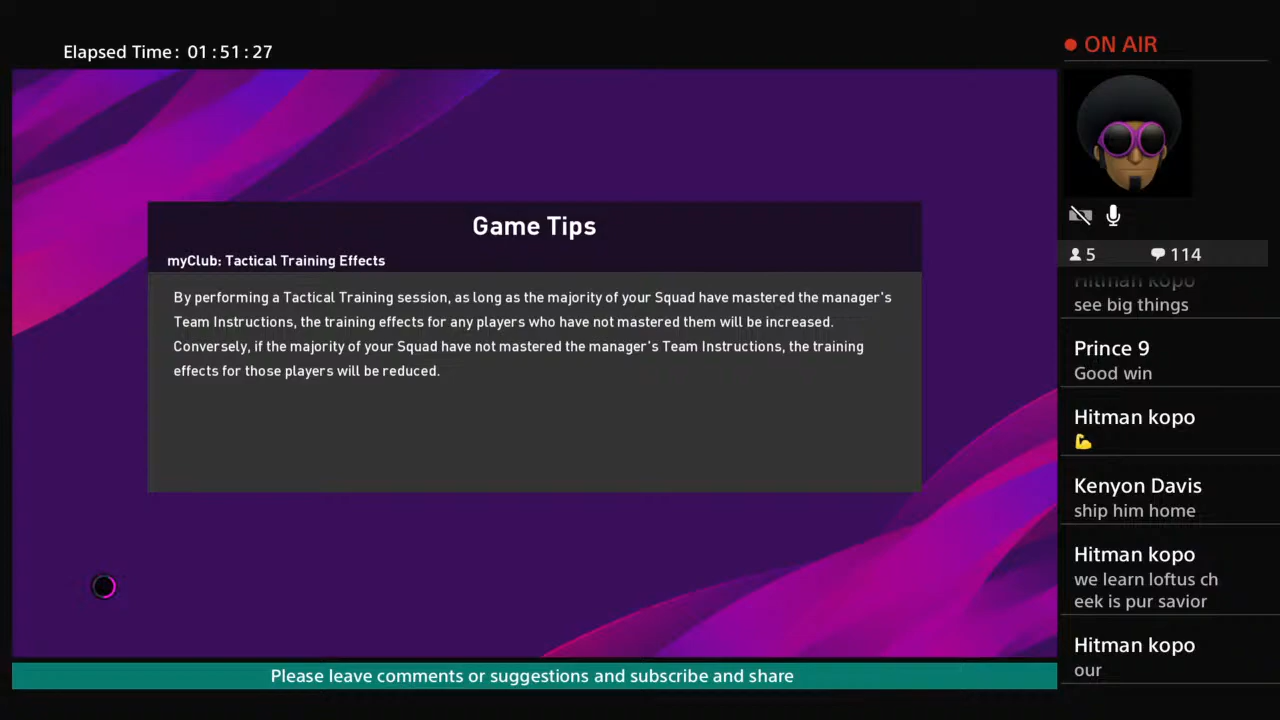 Elapsed Time: 01:51:27
ON AIR
Game Tips
myClub: Tactical Training Effects
By performing a Tactical Training session, as long as the majority of your Squad have mastered the manager's
Team Instructions, the training effects for any players who have not mastered them will be increased.
Conversely, if the majority of your Squad have not mastered the manager's Team Instructions, the training
effects for those players will be reduced.
5 114
Hitman kopo
see big things
Prince 9
Good win
Hitman kopo
💪
Kenyon Davis
ship him home
Hitman kopo
we learn loftus ch
eek is pur savior
Hitman kopo
our
Please leave comments or suggestions and subscribe and share